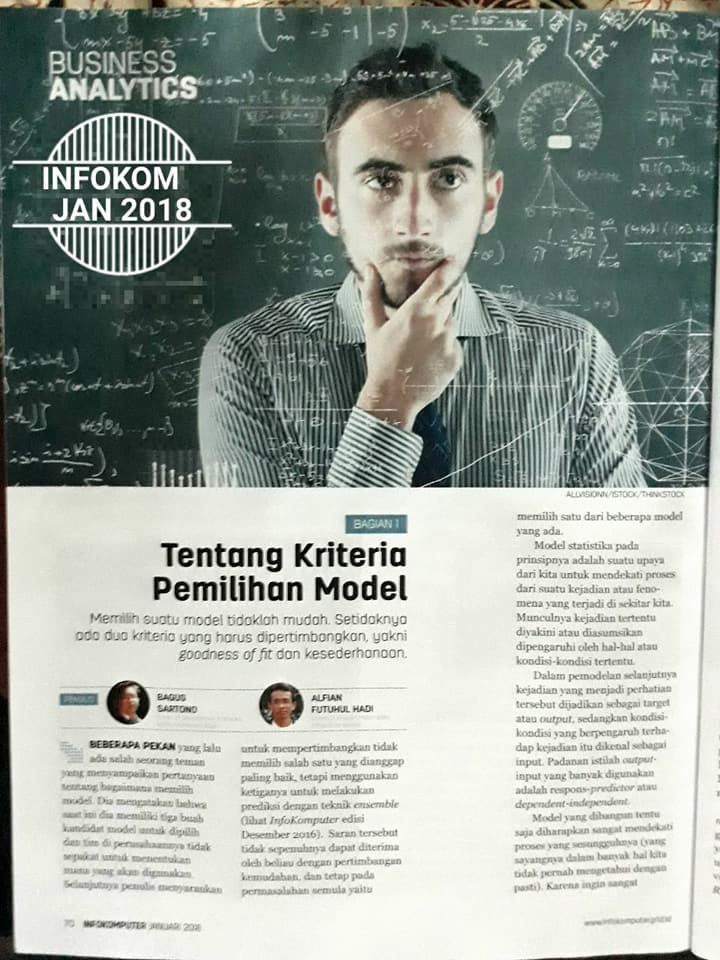 BUSINESS
ANALYTICS
INFOKOM
JAN 2018
ALLVISIONN/ISTOCK/THINKSTOCK
BAGIAN 1
Tentang Kriteria
Pemilihan Model
Memilih suatu model tidaklah mudah. Setidaknya
ada dua kriteria yang harus dipertimbangkan, yakni
goodness of fit dan kesederhanaan.
PENULIS
BAGUS
SARTONO
ALFIAN
FUTUHUL HADI
BEBERAPA PEKAN yang lalu
ada salah seorang teman
yang menyampaikan pertanyaan
tentang bagaimana memilih
model. Dia mengatakan bahwa
saat ini dia memiliki tiga buah
kandidat model untuk dipilih
dan tim di perusahaannya tidak
sepakat untuk menentukan
mana yang akan digunakan.
Selanjutnya penulis menyarankan
untuk mempertimbangkan tidak
memilih salah satu yang dianggap
paling baik, tetapi menggunakan
ketiganya untuk melakukan
prediksi dengan teknik ensemble
(lihat InfoKomputer edisi
Desember 2016). Saran tersebut
tidak sepenuhnya dapat diterima
oleh beliau dengan pertimbangan
kemudahan, dan tetap pada
permasalahan semula yaitu
memilih satu dari beberapa model
yang ada.
Model statistika pada
prinsipnya adalah suatu upaya
dari kita untuk mendekati proses
dari suatu kejadian atau feno-
mena yang terjadi di sekitar kita.
Munculnya kejadian tertentu
diyakini atau diasumsikan
dipengaruhi oleh hal-hal atau
kondisi-kondisi tertentu.
Dalam pemodelan selanjutnya
kejadian yang menjadi perhatian
tersebut dijadikan sebagai target
atau output, sedangkan kondisi-
kondisi yang berpengaruh terha-
dap kejadian itu dikenal sebagai
input. Padanan istilah output-
input yang banyak digunakan
adalah respons-predictor atau
dependent-independent.
Model yang dibangun tentu
saja diharapkan sangat mendekati
proses yang sesungguhnya (yang
sayangnya dalam banyak hal kita
tidak pernah mengetahui dengan
pasti). Karena ingin sangat
70 INFOKOMPUTER JANUARI 2018
www.infokomputer.grid.id